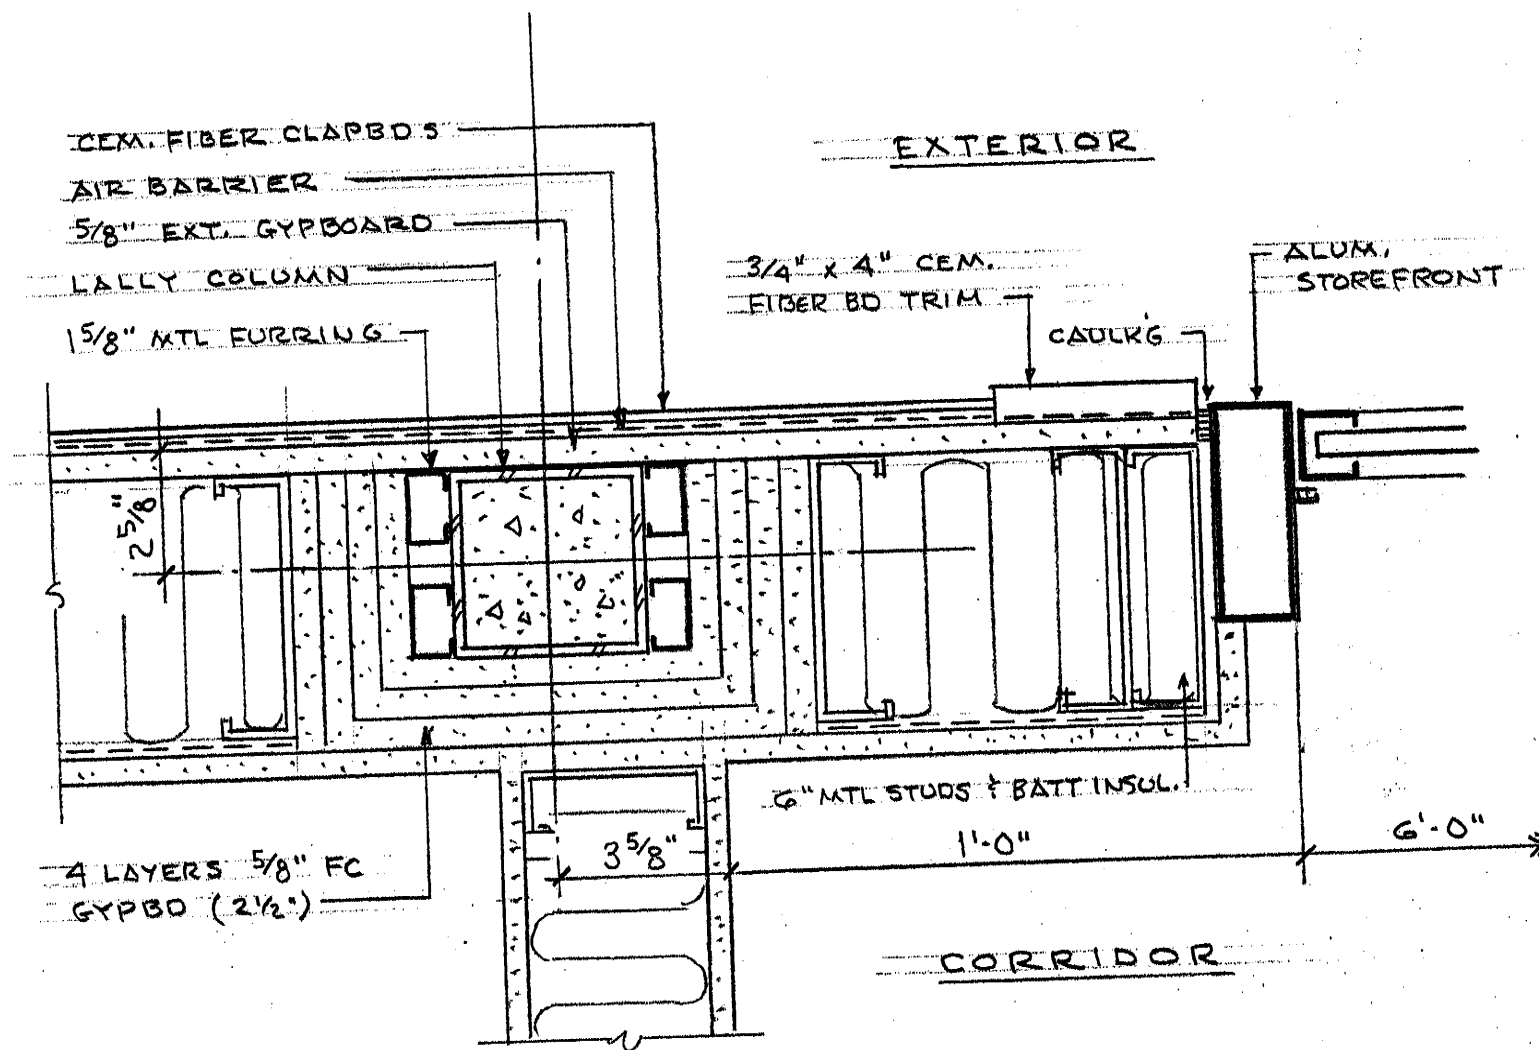 CEM. FIBER CLAPBDS
AIR BARRIER
5/8" EXT. GYPBOARD
LALLY COLUMN
1 5/8" MTL FURRING
EXTERIOR
3/4" x 4" CEM.
FIBER BD TRIM
CAULK'G
ALUM.
STOREFRONT
2 5/8"
6" MTL STUDS & BATT INSUL.
3 5/8"
1'-0"
6'-0"
4 LAYERS 5/8" FC
GYPBD (2 1/2")
CORRIDOR